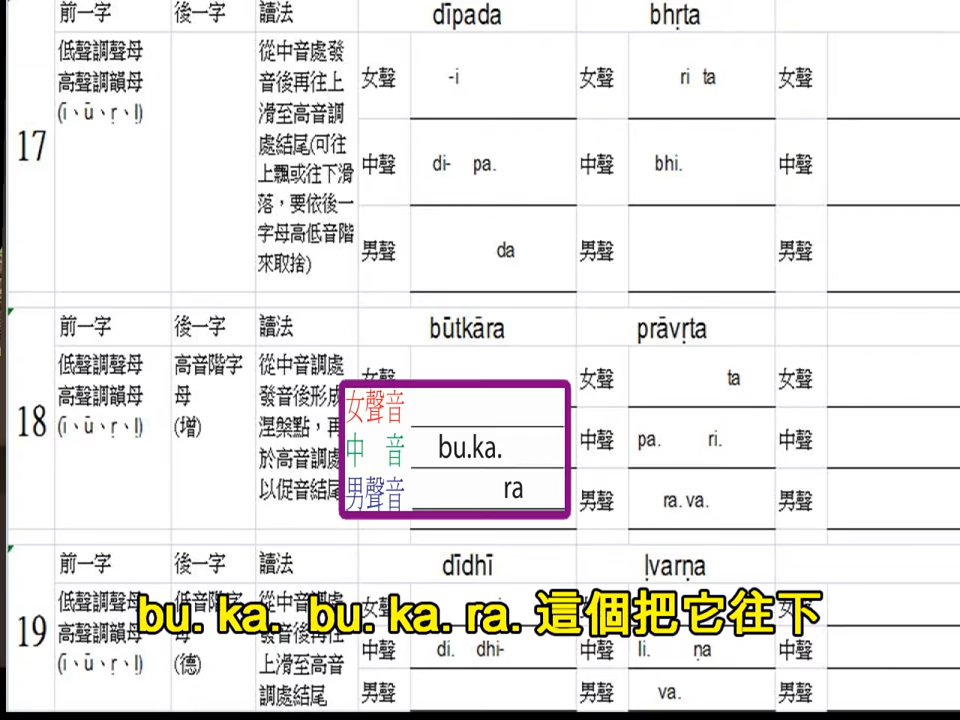 前一字 後一字 讀法 dīpada bhṛta
17
低聲調聲母
高聲調韻母
(ī、ū、ṛ、ḷ)
從中音處發
音後再往上
滑至高音調
處結尾(可往
上飄或往下滑
落，要依後一
字母高低音階
來取捨)
女聲 -i 女聲 ri ta 女聲
中聲 di- pa. 中聲 bhi. 中聲
男聲 da 男聲 男聲
前一字 後一字 讀法 būtkāra prāvṛta
18
低聲調聲母
高聲調韻母
(ī、ū、ṛ、ḷ)
高音階字
母
(增)
從中音調處
發音後形成
涅槃點，再
於高音調處
以促音結尾
女聲 女聲 ta 女聲
中聲 pa. ri. 中聲
男聲 ra. va. 男聲
女聲音
中 音 bu.ka.
男聲音 ra
前一字 後一字 讀法 dīdhī ḷvarṇa
19
低聲調聲母
高聲調韻母
(ī、ū、ṛ、ḷ)
低音階字
母
(德)
從中音調處
發音後再往
上滑至高音
調處結尾
女聲 女聲 女聲
中聲 di. dhi- 中聲 li. ṇa 中聲
男聲 男聲 va. 男聲
bu. ka. bu. ka. ra. 這個把它往下